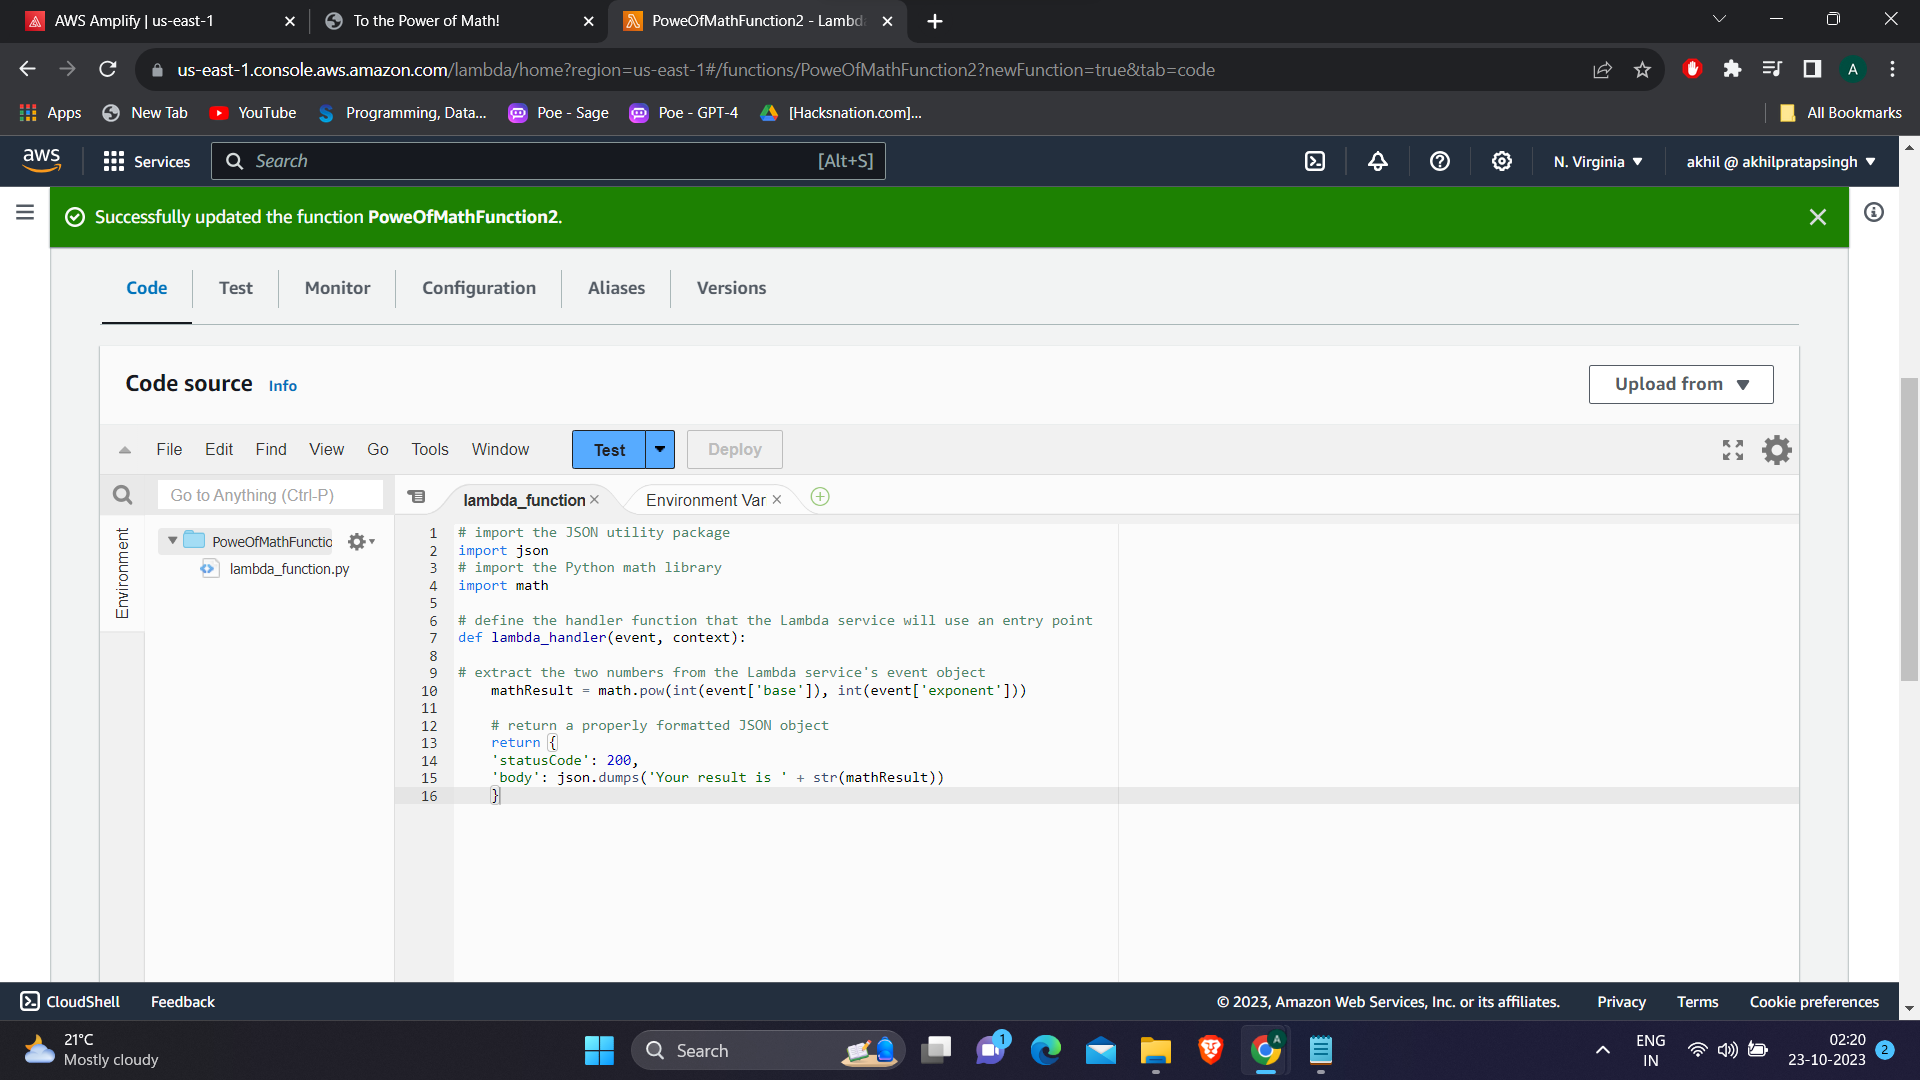 AWS Amplify | us-east-1
To the Power of Math!
PoweOfMathFunction2 - Lambd
us-east-1.console.aws.amazon.com/lambda/home?region=us-east-1#/functions/PoweOfMathFunction2?newFunction=true&tab=code
A
Apps
New Tab
YouTube
Programming, Data...
Poe - Sage
Poe - GPT-4
[Hacksnation.com]...
All Bookmarks
aws
Services
Search
[Alt+S]
N. Virginia
akhil @ akhilpratapsingh
Successfully updated the function PoweOfMathFunction2.
Code
Test
Monitor
Configuration
Aliases
Versions
Code source
Info
Upload from
File
Edit
Find
View
Go
Tools
Window
Test
Deploy
Go to Anything (Ctrl-P)
lambda_function
Environment Var
Environment
PoweOfMathFunctio
lambda_function.py
1 # import the JSON utility package
2 import json
3 # import the Python math library
4 import math
5
6 # define the handler function that the Lambda service will use an entry point
7 def lambda_handler(event, context):
8
9 # extract the two numbers from the Lambda service's event object
10     mathResult = math.pow(int(event['base']), int(event['exponent']))
11
12     # return a properly formatted JSON object
13     return {
14     'statusCode': 200,
15     'body': json.dumps('Your result is ' + str(mathResult))
16     }
CloudShell
Feedback
© 2023, Amazon Web Services, Inc. or its affiliates.
Privacy
Terms
Cookie preferences
21°C
Mostly cloudy
Search
1
A
ENG
IN
02:20
23-10-2023
2